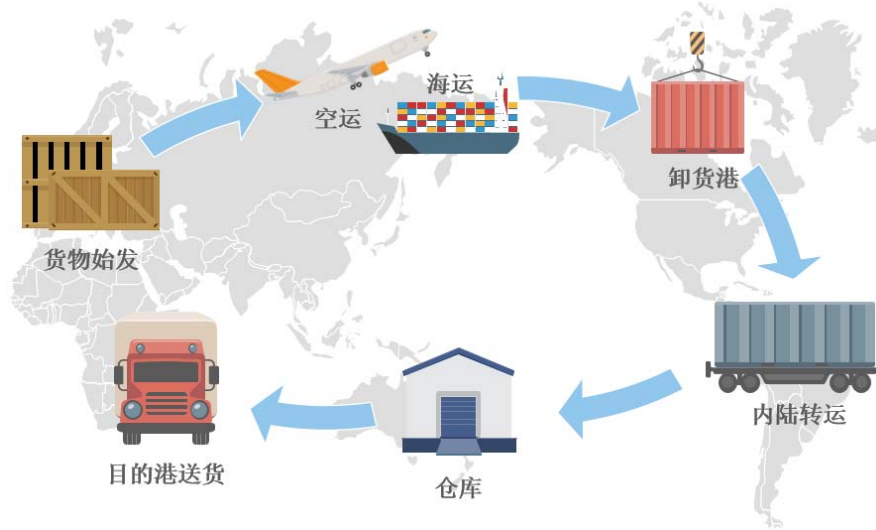 空运
海运
货物始发
卸货港
内陆转运
仓库
目的港送货